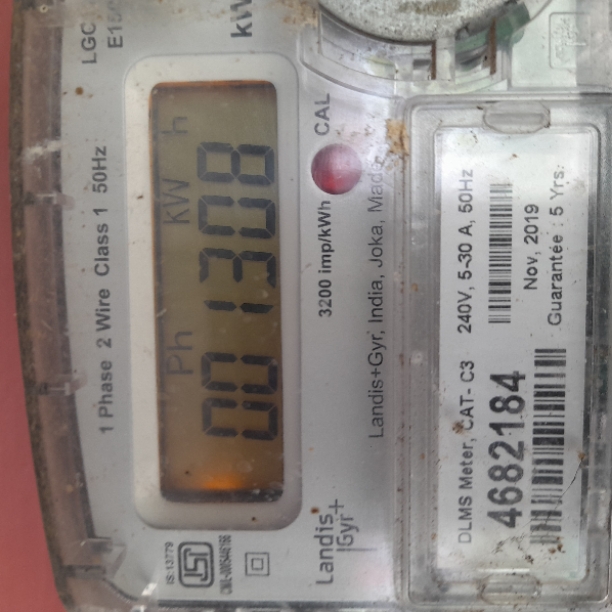 LGC
E15
kW
1 Phase 2 Wire Class 1 50Hz
Ph kW h
001308
IS:13779
3200 imp/kWh CAL
Landis
Gyr+
Landis+Gyr, India, Joka, Made
DLMS Meter, CAT- C3 240V, 5-30 A, 50Hz
4682184
Nov, 2019
Guarantee : 5 Yrs.